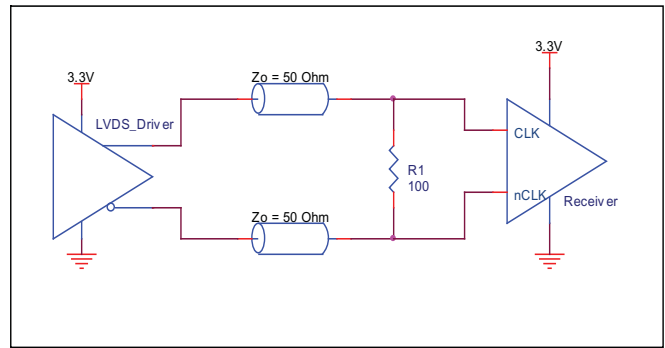 3.3V
LVDS_Driver
Zo = 50 Ohm
Zo = 50 Ohm
R1
100
3.3V
CLK
nCLK
Receiver